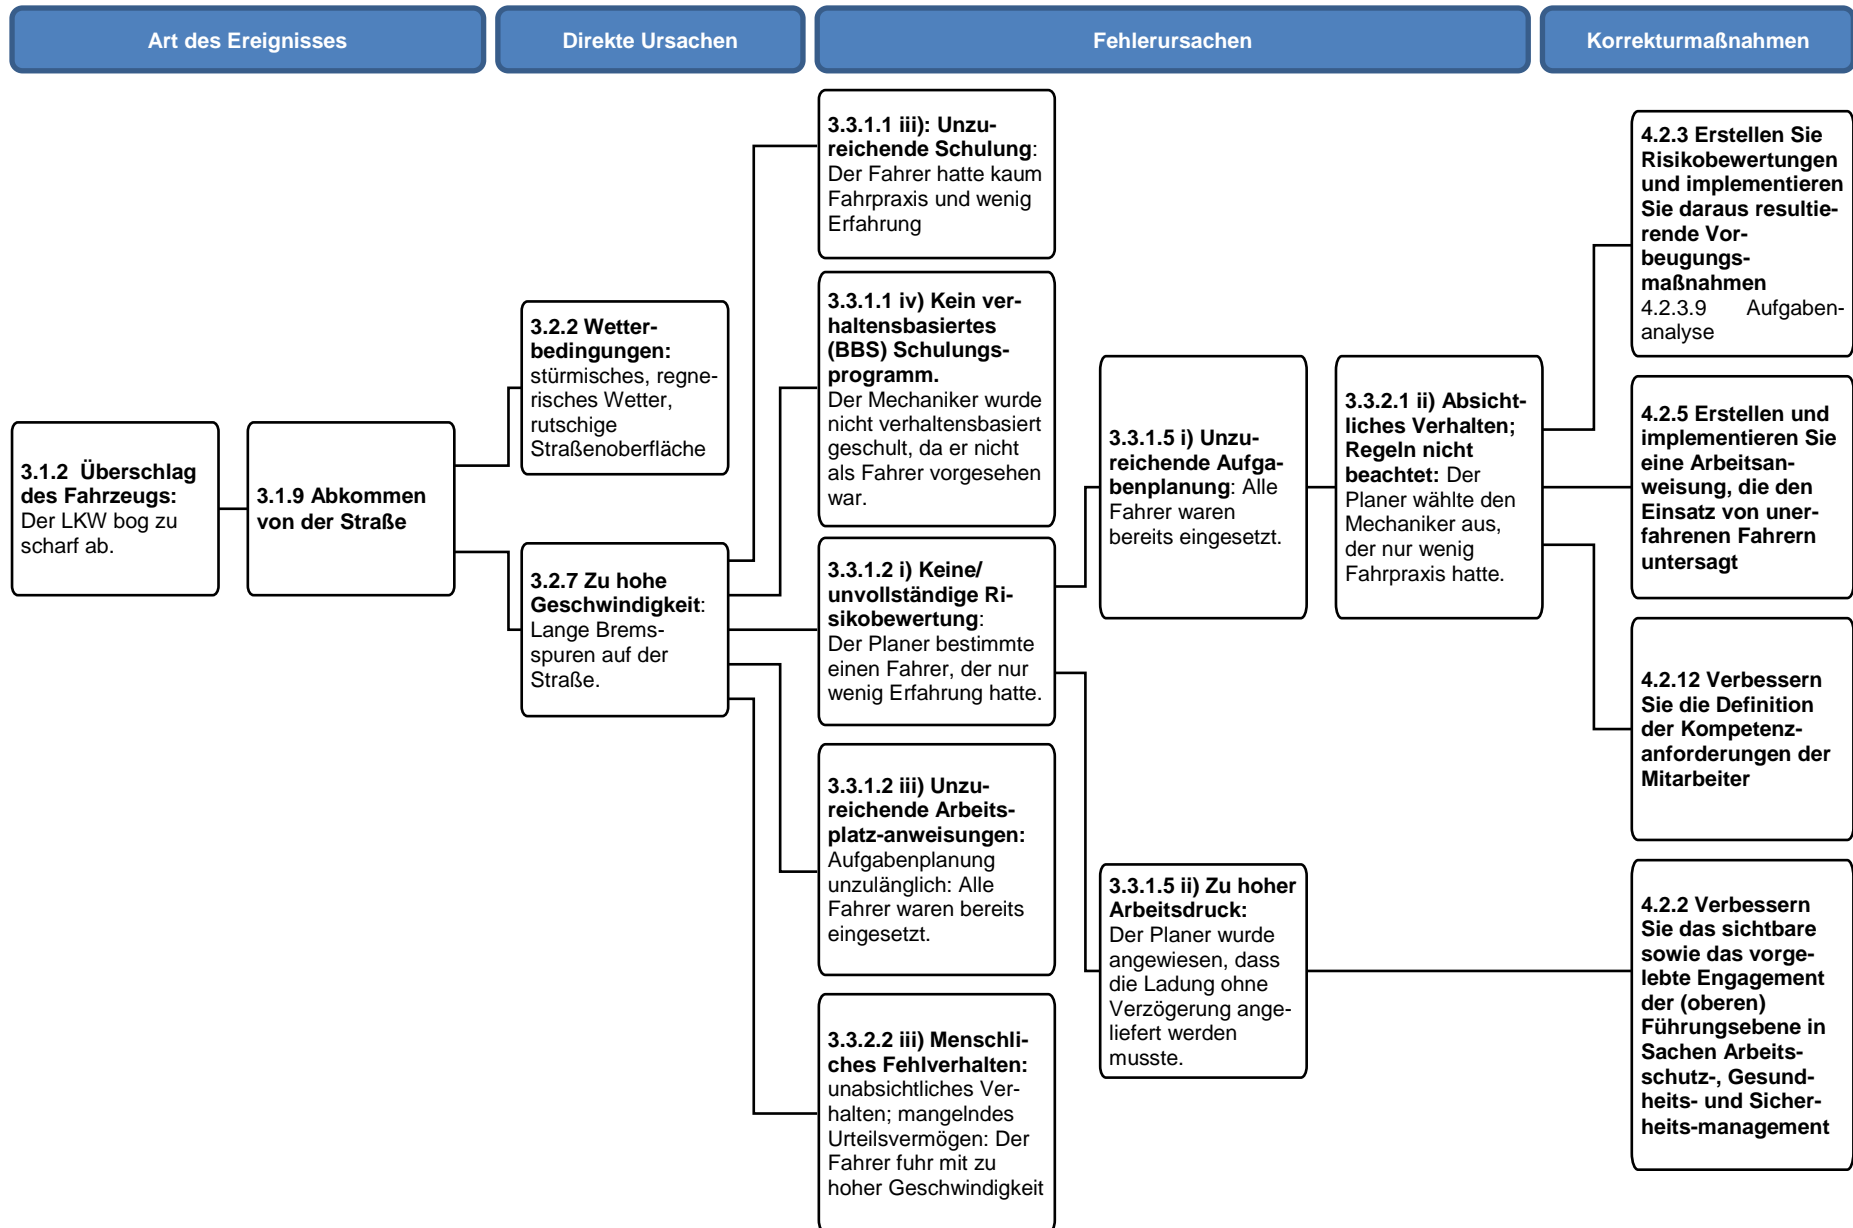 Art des Ereignisses
Direkte Ursachen
Fehlerursachen
Korrekturmaßnahmen
3.1.2 Überschlag
des Fahrzeugs:
Der LKW bog zu
scharf ab.
3.1.9 Abkommen
von der Straße
3.2.2 Wetter-
bedingungen:
stürmisches, regne-
risches Wetter,
rutschige
Straßenoberfläche
3.2.7 Zu hohe
Geschwindigkeit:
Lange Brems-
spuren auf der
Straße.
3.3.1.1 iii): Unzu-
reichende Schulung:
Der Fahrer hatte kaum
Fahrpraxis und wenig
Erfahrung
3.3.1.1 iv) Kein ver-
haltensbasiertes
(BBS) Schulungs-
programm.
Der Mechaniker wurde
nicht verhaltensbasiert
geschult, da er nicht
als Fahrer vorgesehen
war.
3.3.1.2 i) Keine/
unvollständige Ri-
sikobewertung:
Der Planer bestimmte
einen Fahrer, der nur
wenig Erfahrung hatte.
3.3.1.2 iii) Unzu-
reichende Arbeits-
platz-anweisungen:
Aufgabenplanung
unzulänglich: Alle
Fahrer waren bereits
eingesetzt.
3.3.2.2 iii) Menschli-
ches Fehlverhalten:
unabsichtliches Ver-
halten; mangelndes
Urteilsvermögen: Der
Fahrer fuhr mit zu
hoher Geschwindigkeit
3.3.1.5 i) Unzu-
reichende Aufga-
benplanung: Alle
Fahrer waren
bereits eingesetzt.
3.3.1.5 ii) Zu hoher
Arbeitsdruck:
Der Planer wurde
angewiesen, dass
die Ladung ohne
Verzögerung ange-
liefert werden
musste.
3.3.2.1 ii) Absicht-
liches Verhalten;
Regeln nicht
beachtet: Der
Planer wählte den
Mechaniker aus,
der nur wenig
Fahrpraxis hatte.
4.2.3 Erstellen Sie
Risikobewertungen
und implementieren
Sie daraus resultie-
rende Vor-
beugungs-
maßnahmen
4.2.3.9 Aufgaben-
analyse
4.2.5 Erstellen und
implementieren Sie
eine Arbeitsan-
weisung, die den
Einsatz von uner-
fahrenen Fahrern
untersagt
4.2.12 Verbessern
Sie die Definition
der Kompetenz-
anforderungen der
Mitarbeiter
4.2.2 Verbessern
Sie das sichtbare
sowie das vorge-
lebte Engagement
der (oberen)
Führungsebene in
Sachen Arbeits-
schutz-, Gesund-
heits- und Sicher-
heits-management